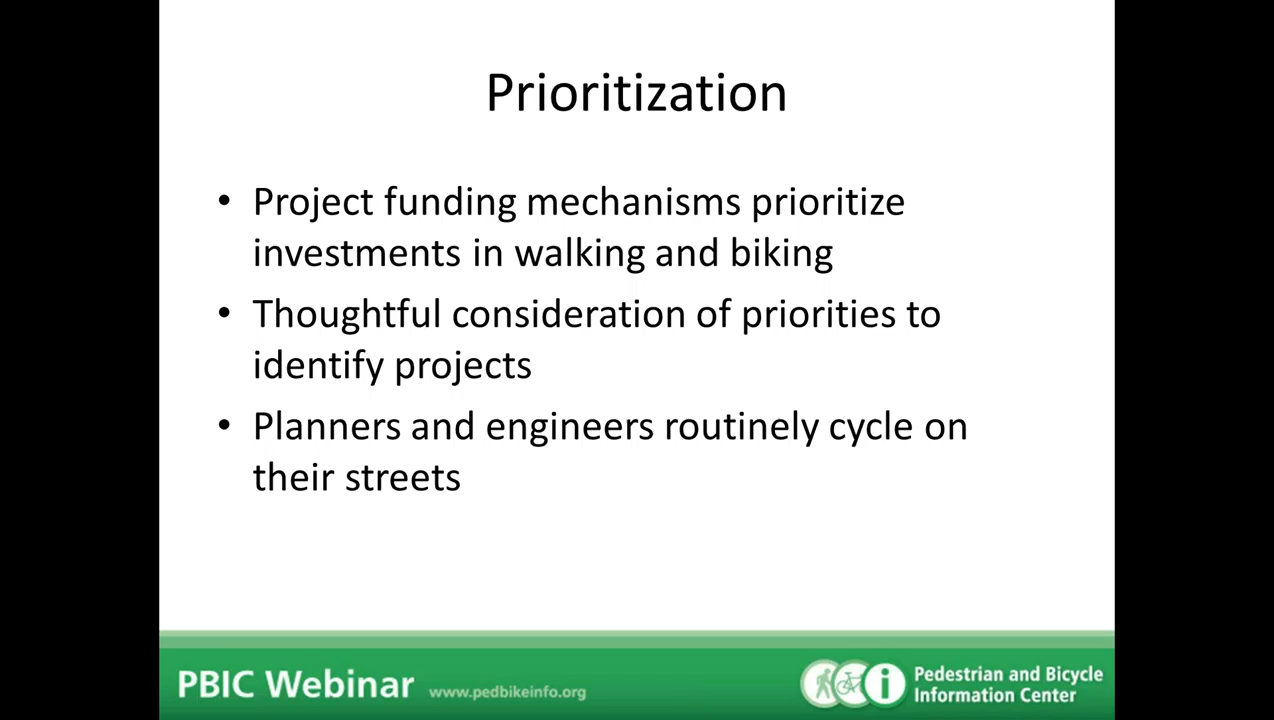 Prioritization
• Project funding mechanisms prioritize
investments in walking and biking
• Thoughtful consideration of priorities to
identify projects
• Planners and engineers routinely cycle on
their streets
PBIC Webinar www.pedbikeinfo.org
i Pedestrian and Bicycle
Information Center